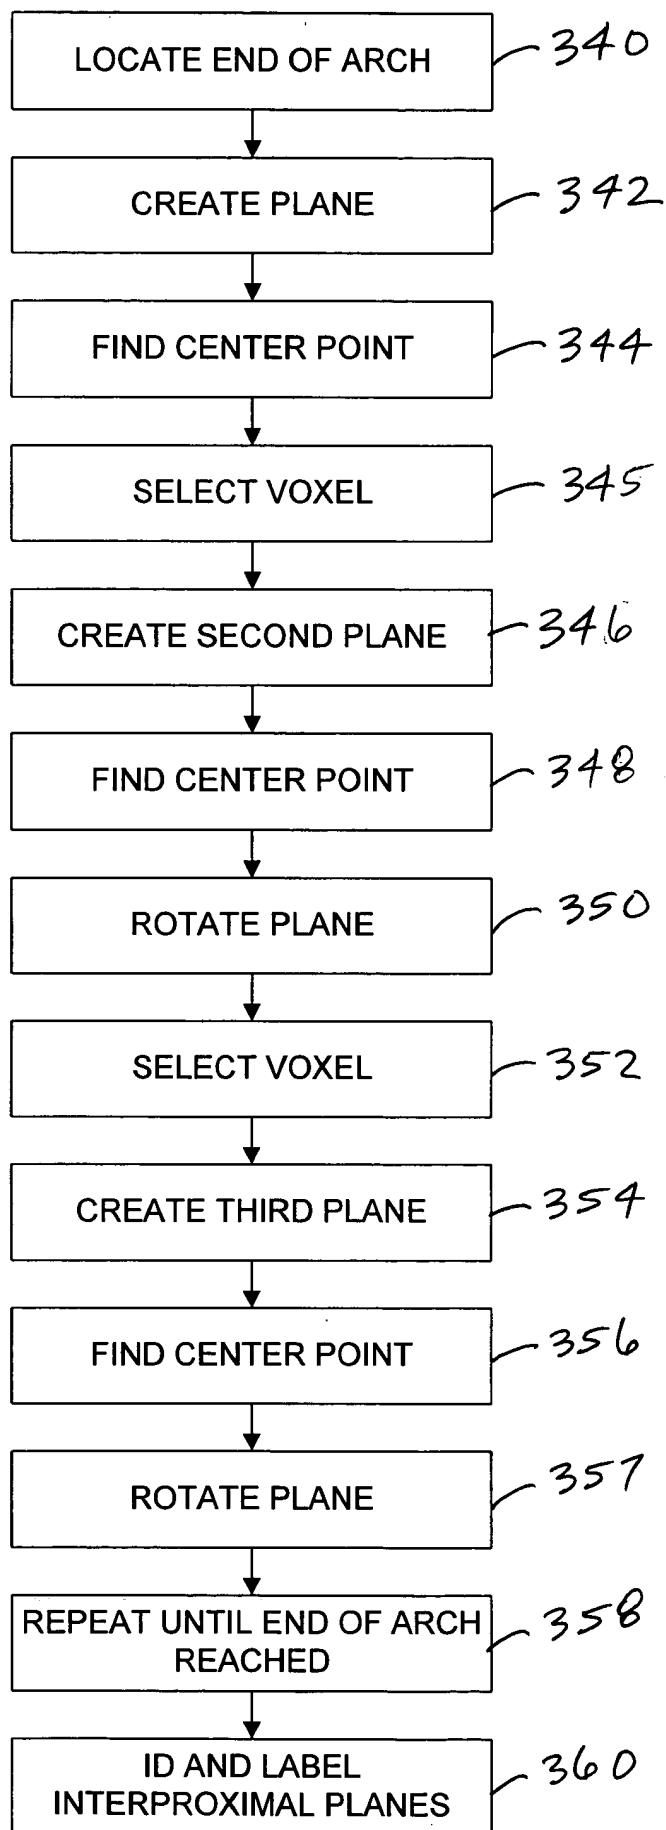 LOCATE END OF ARCH
340
CREATE PLANE
342
FIND CENTER POINT
344
SELECT VOXEL
345
CREATE SECOND PLANE
346
FIND CENTER POINT
348
ROTATE PLANE
350
SELECT VOXEL
352
CREATE THIRD PLANE
354
FIND CENTER POINT
356
ROTATE PLANE
357
REPEAT UNTIL END OF ARCH
REACHED
358
ID AND LABEL
INTERPROXIMAL PLANES
360